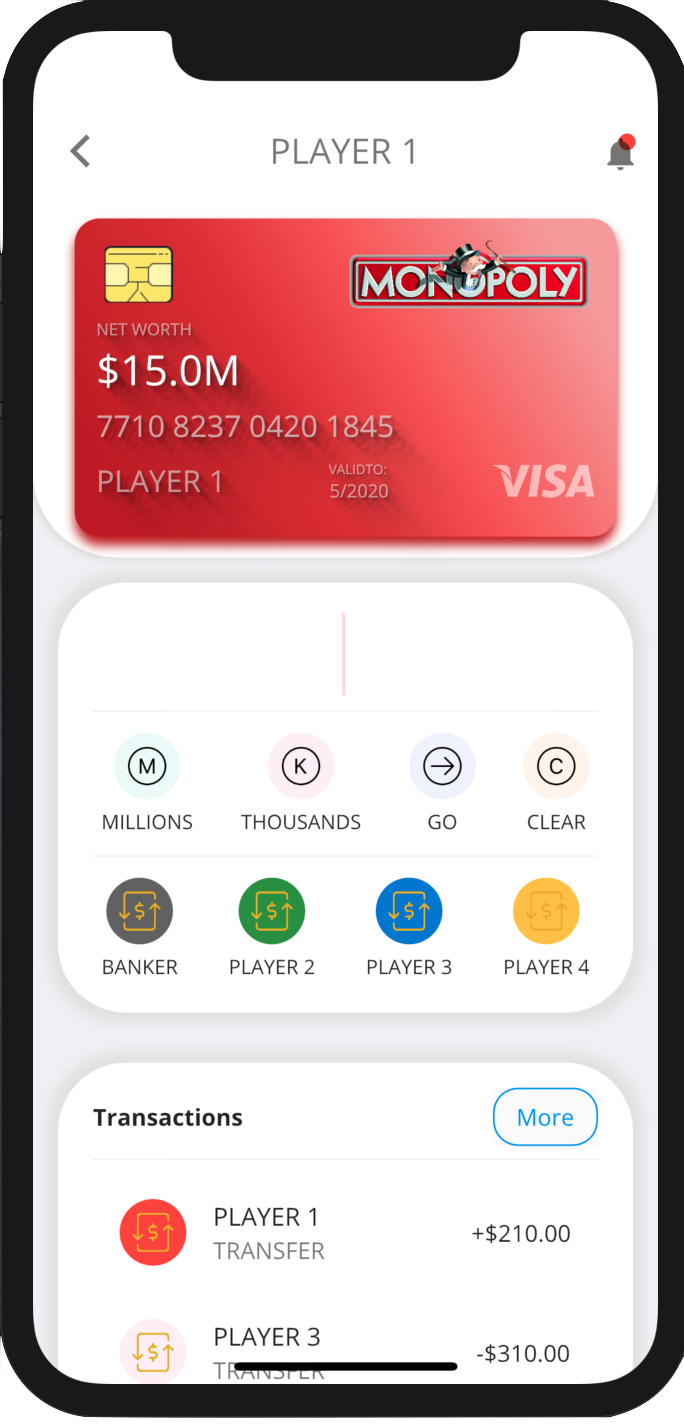 PLAYER 1
MONOPOLY
NET WORTH
$15.0M
7710 8237 0420 1845
PLAYER 1
VALIDTO:
5/2020
VISA
M K C
MILLIONS THOUSANDS GO CLEAR
$ $ $ $
BANKER PLAYER 2 PLAYER 3 PLAYER 4
Transactions More
$
PLAYER 1 +$210.00
TRANSFER
$
PLAYER 3 -$310.00
TRANSFER